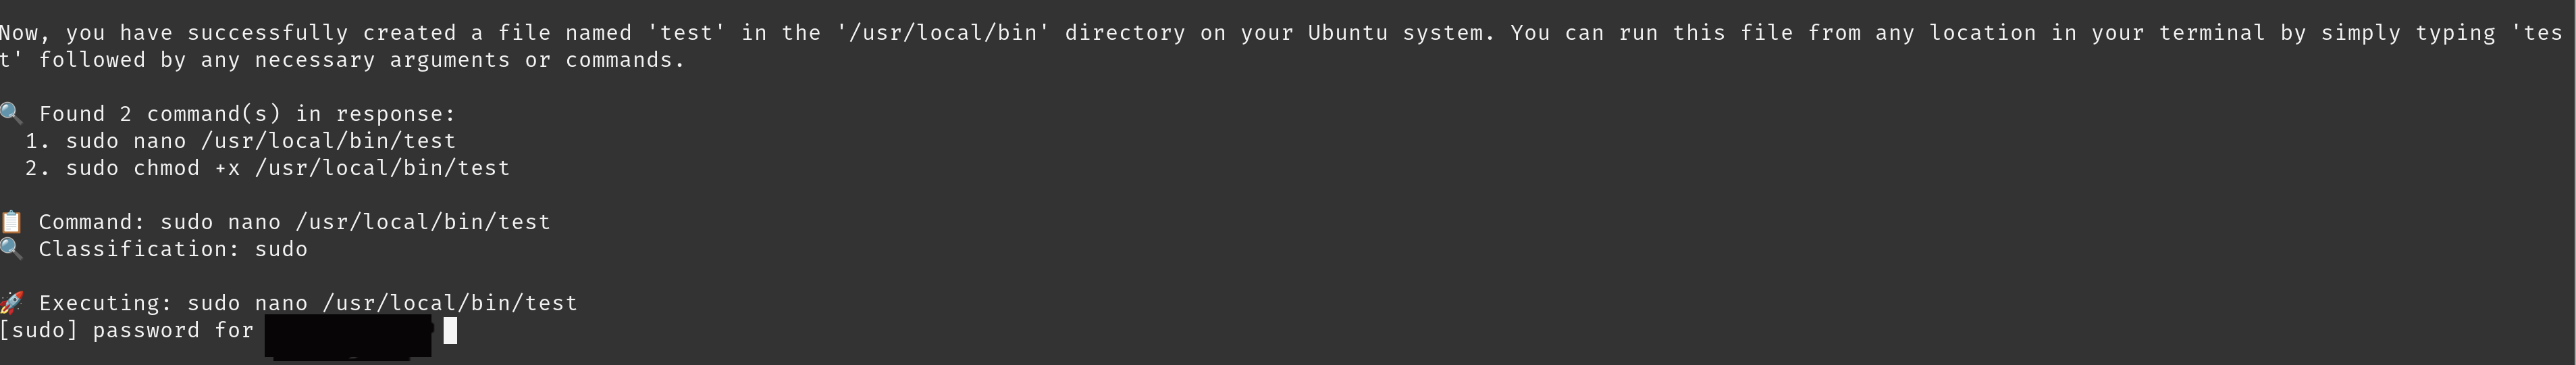 Now, you have successfully created a file named 'test' in the '/usr/local/bin' directory on your Ubuntu system. You can run this file from any location in your terminal by simply typing 'tes
t' followed by any necessary arguments or commands.
🔍 Found 2 command(s) in response:
1. sudo nano /usr/local/bin/test
2. sudo chmod +x /usr/local/bin/test
📋 Command: sudo nano /usr/local/bin/test
🔍 Classification: sudo
🚀 Executing: sudo nano /usr/local/bin/test
[sudo] password for